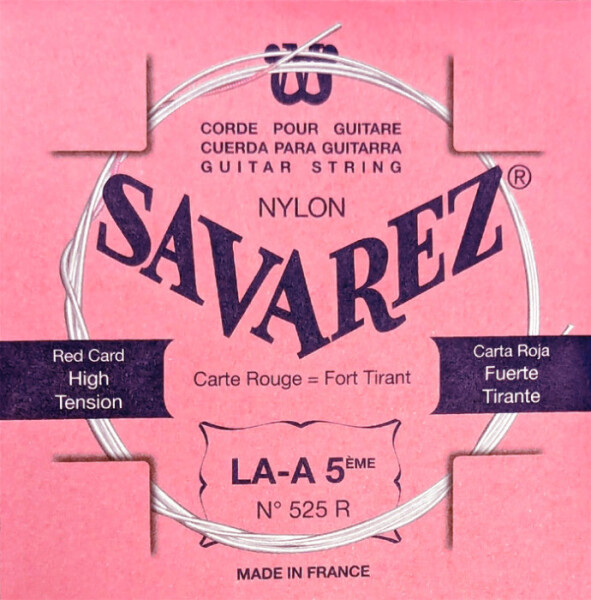 CORDE POUR GUITARE
CUERDA PARA GUITARRA
GUITAR STRING
NYLON
SAVAREZ®
Red Card
High
Tension
Carte Rouge = Fort Tirant
Carta Roja
Fuerte
Tirante
LA-A 5ÈME
N° 525 R
MADE IN FRANCE